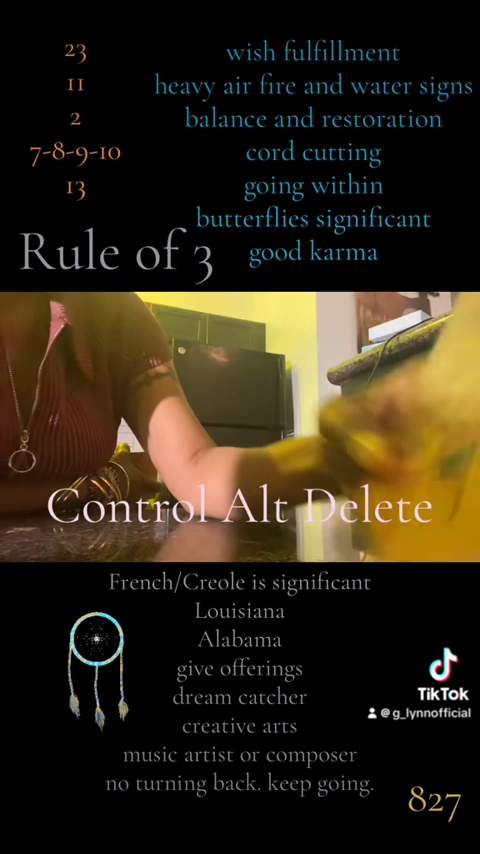 23
11
2
7-8-9-10
13
wish fulfillment
heavy air fire and water signs
balance and restoration
cord cutting
going within
butterflies significant
good karma
Rule of 3
Control Alt Delete
French/Creole is significant
Louisiana
Alabama
give offerings
dream catcher
creative arts
music artist or composer
no turning back. keep going.
TikTok
@g_lynnofficial
827